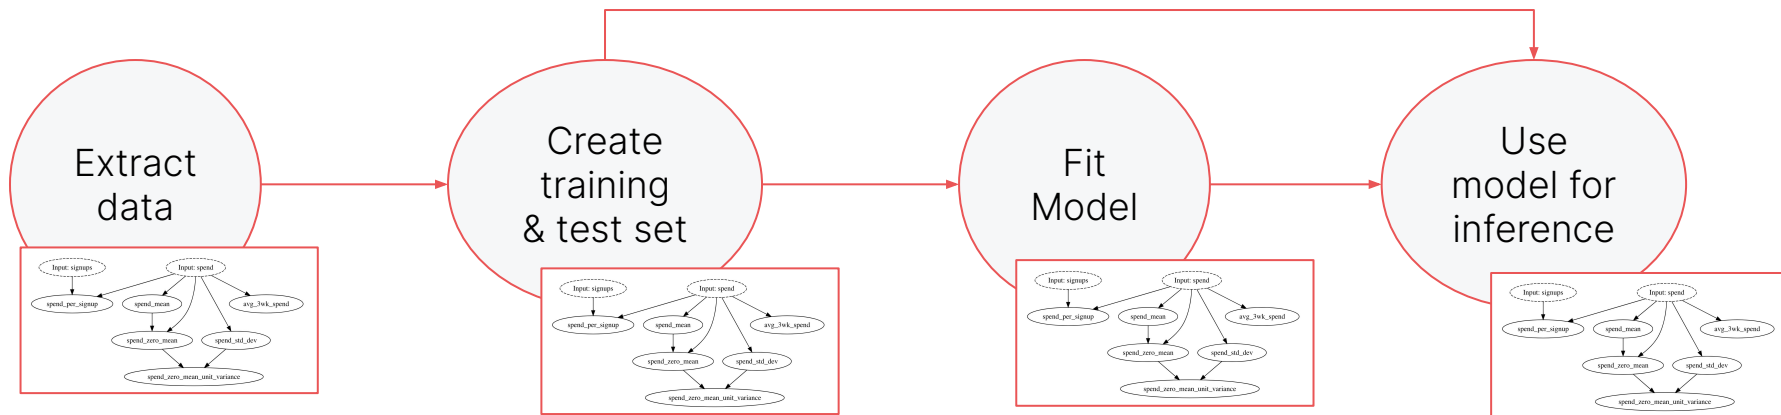 Extract
data
Create
training
& test set
Fit
Model
Use
model for
inference
Input: signups
Input: spend
spend_per_signup
spend_mean
avg_3wk_spend
spend_zero_mean
spend_std_dev
spend_zero_mean_unit_variance
Input: signups
Input: spend
spend_per_signup
spend_mean
avg_3wk_spend
spend_zero_mean
spend_std_dev
spend_zero_mean_unit_variance
Input: signups
Input: spend
spend_per_signup
spend_mean
avg_3wk_spend
spend_zero_mean
spend_std_dev
spend_zero_mean_unit_variance
Input: signups
Input: spend
spend_per_signup
spend_mean
avg_3wk_spend
spend_zero_mean
spend_std_dev
spend_zero_mean_unit_variance